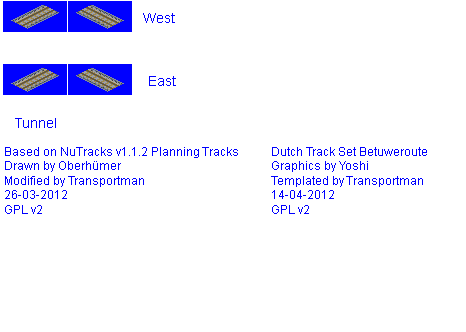 West
East
Tunnel
Based on NuTracks v1.1.2 Planning Tracks
Drawn by Oberhümer
Modified by Transportman
26-03-2012
GPL v2
Dutch Track Set Betuweroute
Graphics by Yoshi
Templated by Transportman
14-04-2012
GPL v2